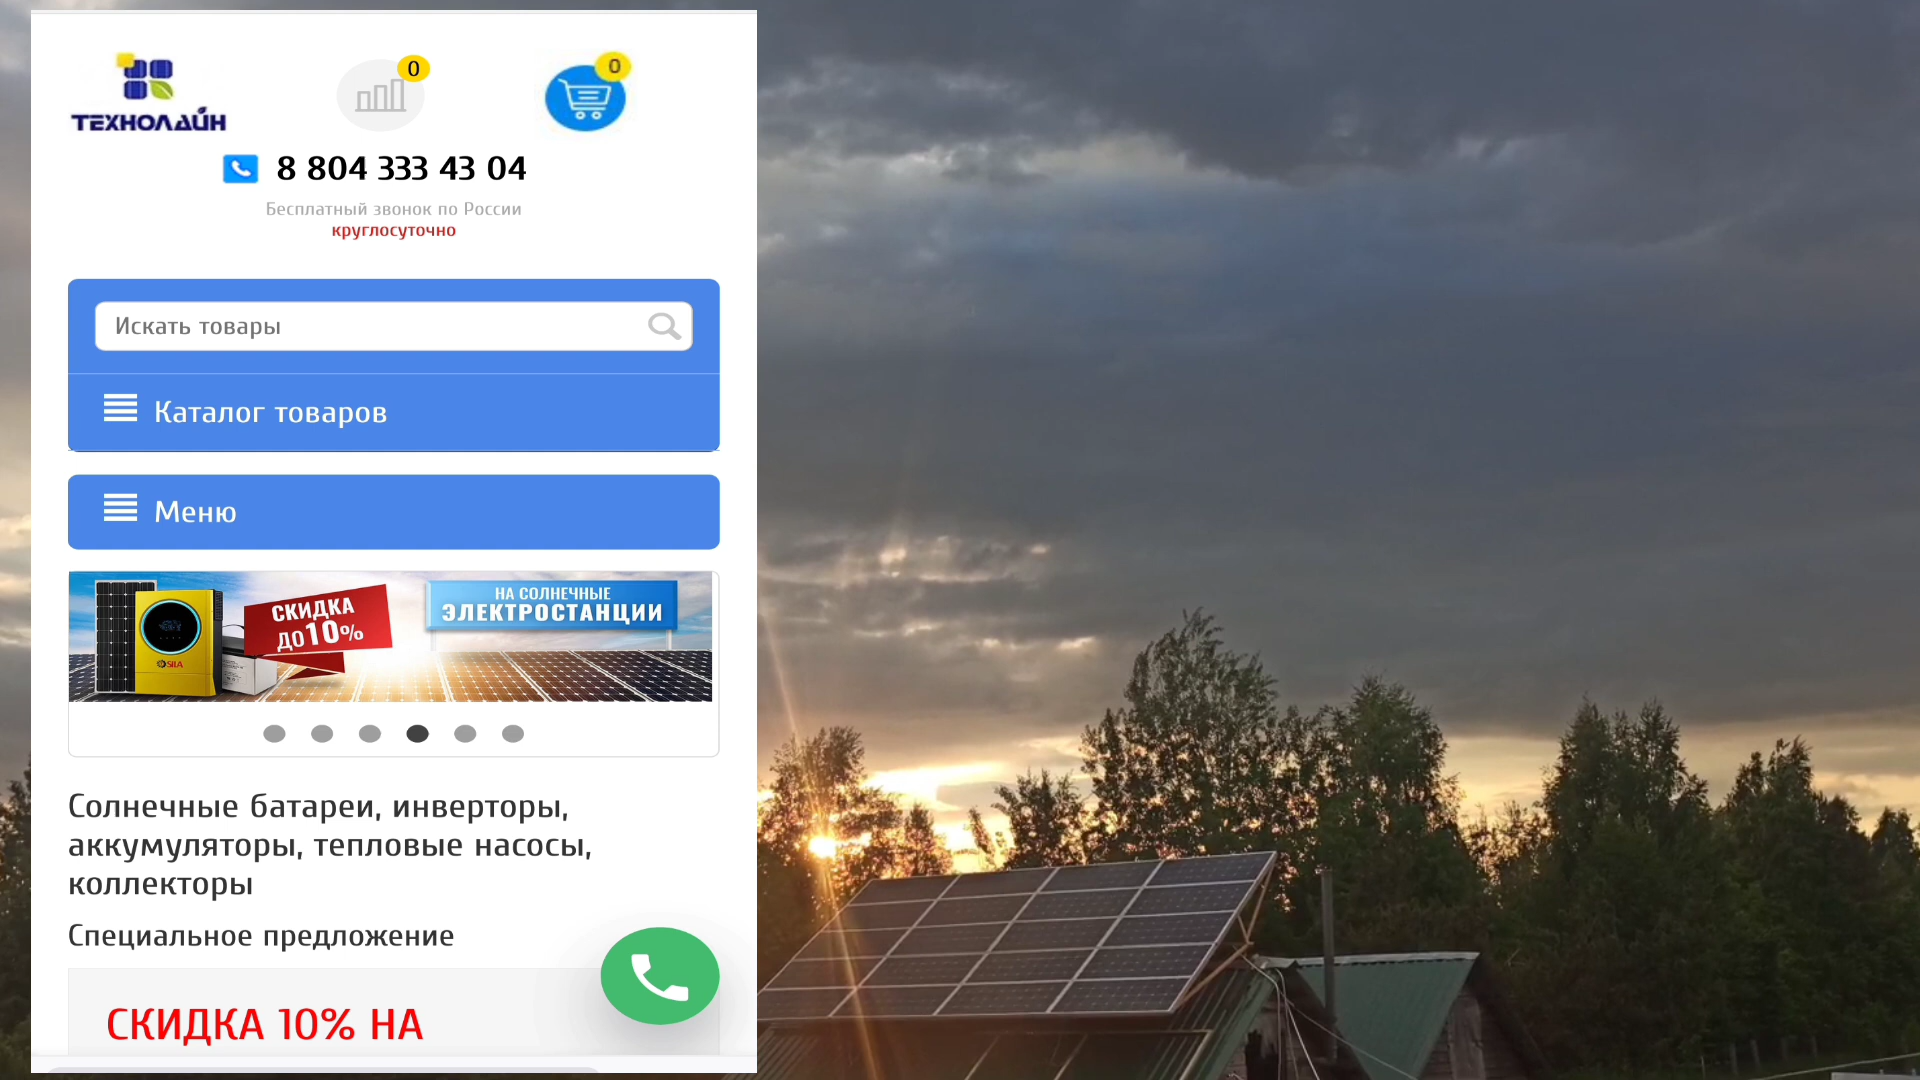 0
0
ТЕХНОЛАЙН
8 804 333 43 04
Бесплатный звонок по России
круглосуточно
Искать товары
Каталог товаров
Меню
СКИДКА
ДО 10%
НА СОЛНЕЧНЫЕ
ЭЛЕКТРОСТАНЦИИ
SILA
Солнечные батареи, инверторы,
аккумуляторы, тепловые насосы,
коллекторы
Специальное предложение
СКИДКА 10% НА